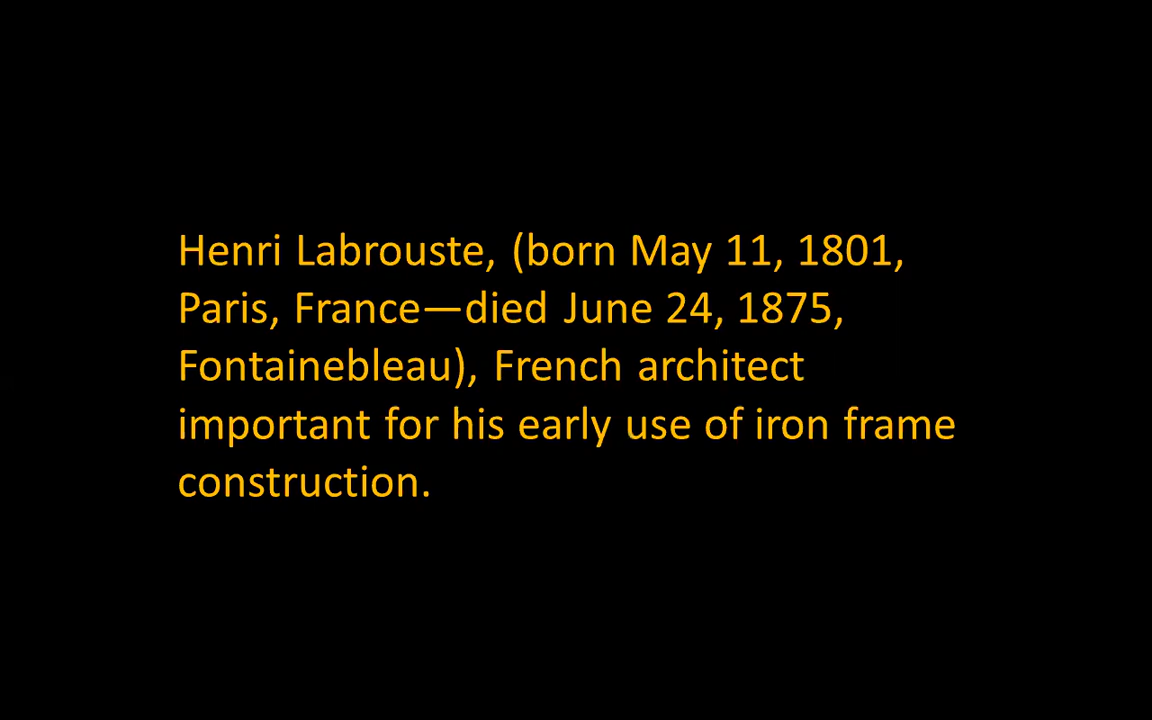 Henri Labrouste, (born May 11, 1801,
Paris, France—died June 24, 1875,
Fontainebleau), French architect
important for his early use of iron frame
construction.